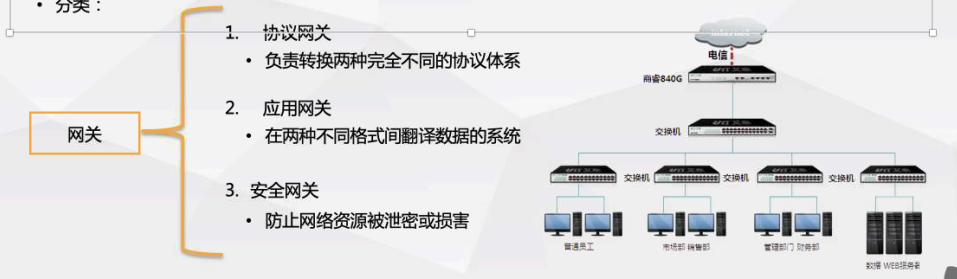 • 分类：
网关
1. 协议网关
• 负责转换两种完全不同的协议体系
2. 应用网关
• 在两种不同格式间翻译数据的系统
3. 安全网关
• 防止网络资源被泄密或损害
internet
电信
商睿840G
交换机
交换机 交换机 交换机
普通员工
市场部 销售部
管理部门 财务部
数据 WEB服务器